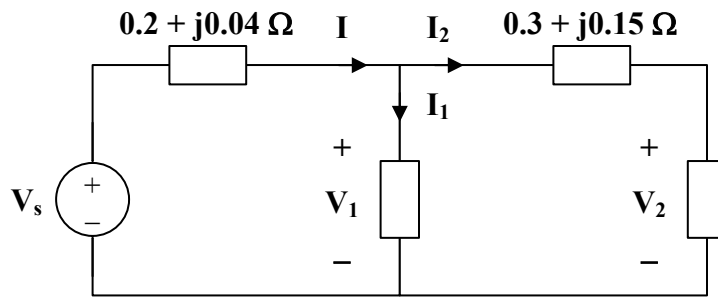 0.2 + j0.04 Ω I I₂ 0.3 + j0.15 Ω
I₁
+ +
Vₛ + − V₁ V₂
− −